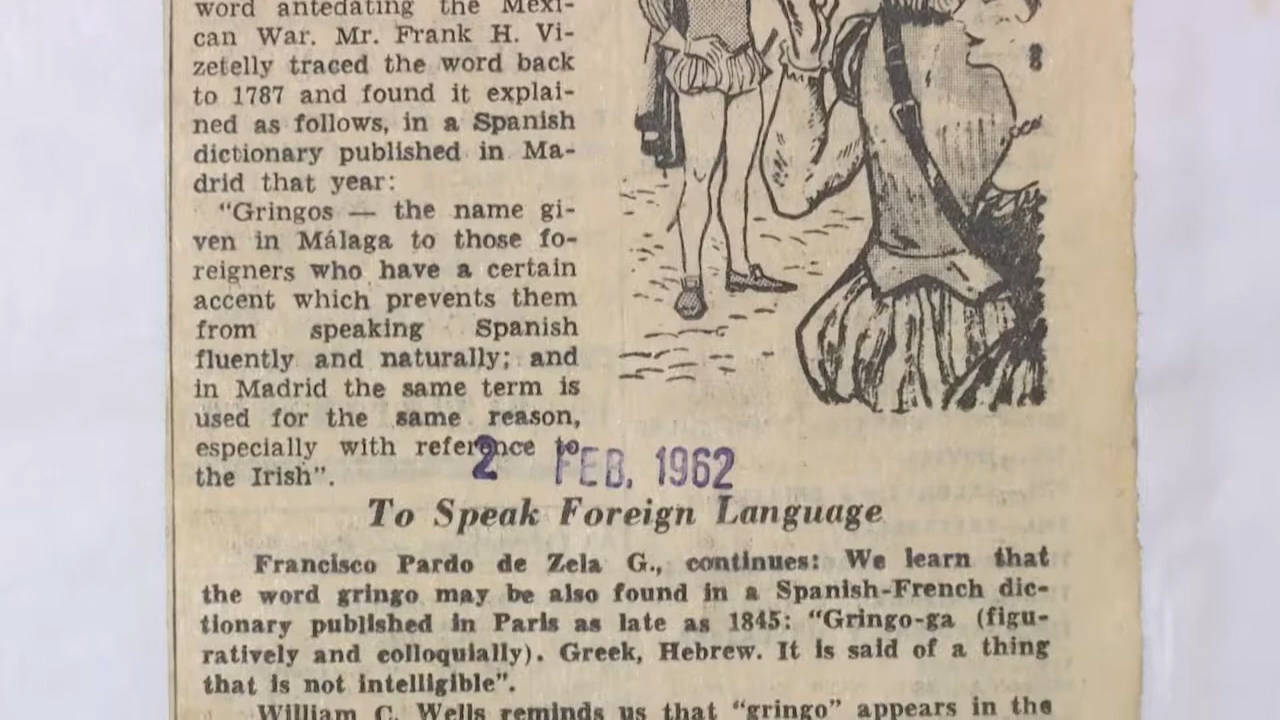 word antedating the Mexi-
can War. Mr. Frank H. Vi-
zetelly traced the word back
to 1787 and found it explai-
ned as follows, in a Spanish
dictionary published in Ma-
drid that year:
"Gringos — the name gi-
ven in Málaga to those fo-
reigners who have a certain
accent which prevents them
from speaking Spanish
fluently and naturally; and
in Madrid the same term is
used for the same reason,
especially with reference to
the Irish".
2 FEB. 1962
To Speak Foreign Language
Francisco Pardo de Zela G., continues: We learn that
the word gringo may be also found in a Spanish-French dic-
tionary published in Paris as late as 1845: "Gringo-ga (figu-
ratively and colloquially). Greek, Hebrew. It is said of a thing
that is not intelligible".
William C. Wells reminds us that "gringo" appears in the